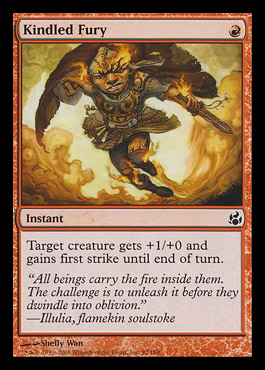 Kindled Fury
Instant
Target creature gets +1/+0 and
gains first strike until end of turn.
“All beings carry the fire inside them.
The challenge is to unleash it before they
dwindle into oblivion.”
—Illulia, flamekin soulstoke
Shelly Wan